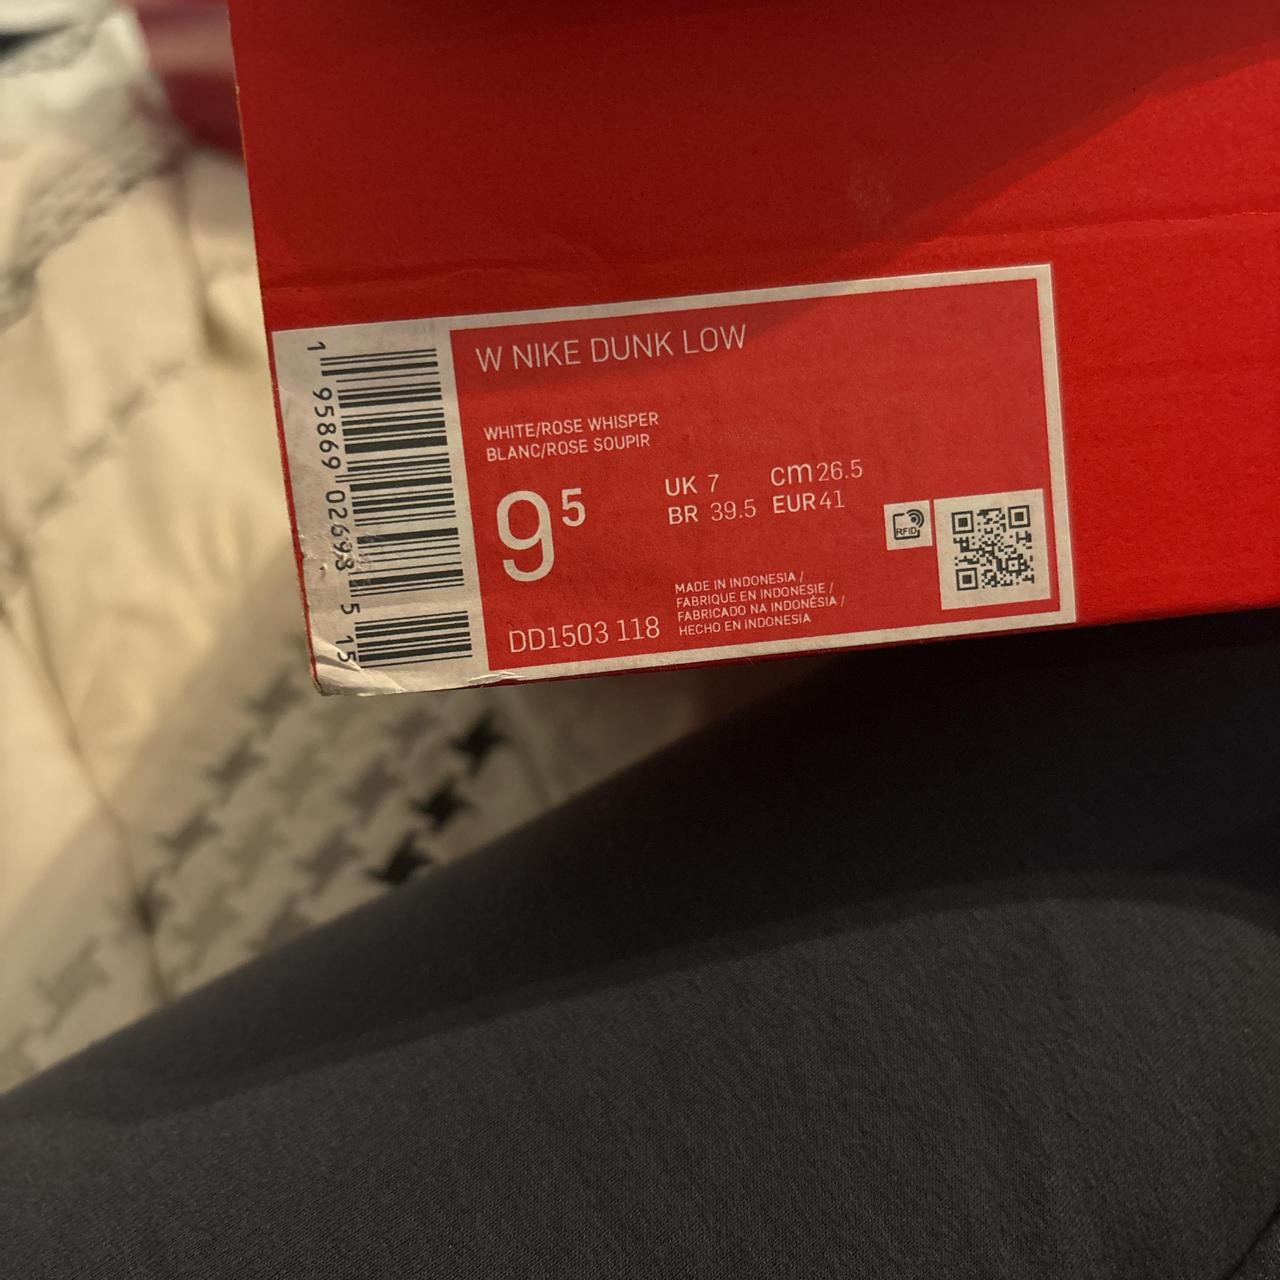 W NIKE DUNK LOW
WHITE/ROSE WHISPER
BLANC/ROSE SOUPIR
9⁵
UK 7 cm 26.5
BR 39.5 EUR 41
RFID
MADE IN INDONESIA /
FABRIQUE EN INDONESIE /
FABRICADO NA INDONÉSIA /
HECHO EN INDONESIA
DD1503 118
1 95869 02693 5 15